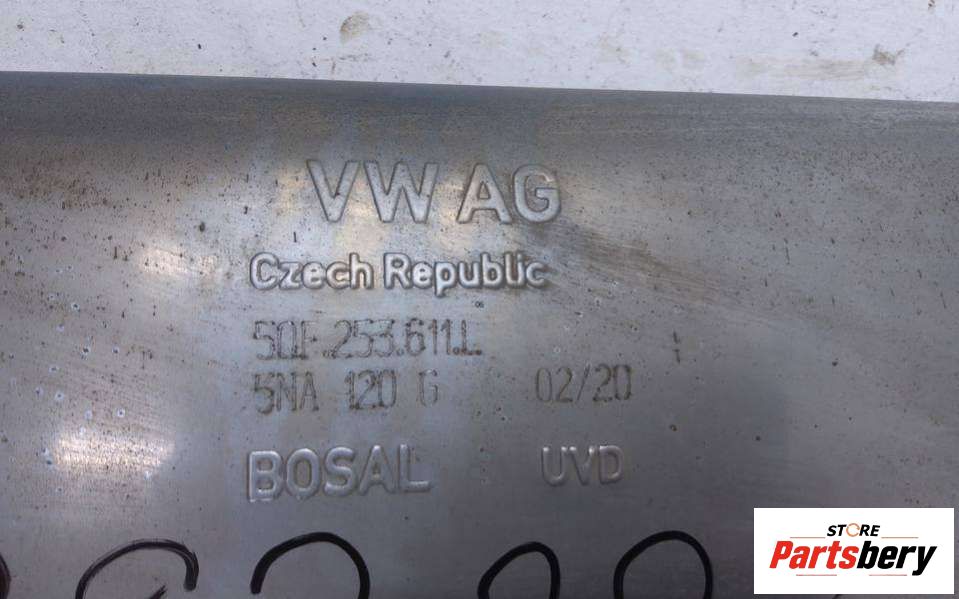 VW AG
Czech Republic
5QF.253.611.L
5NA 120 G 02/20
BOSAL UVD
STORE
Partsbery